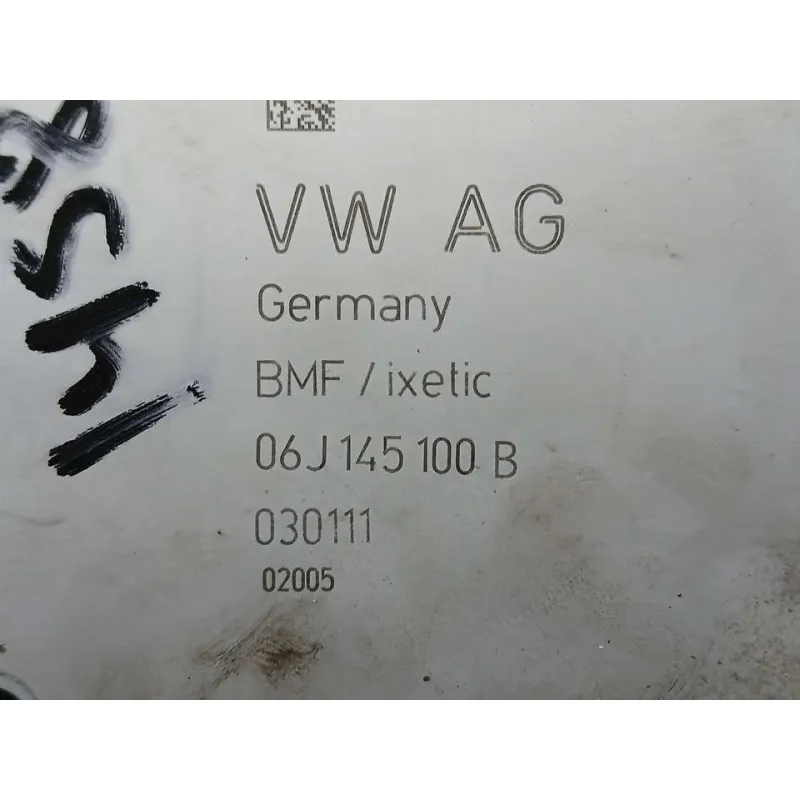 VW AG
Germany
BMF / ixetic
06J 145 100 B
030111
02005